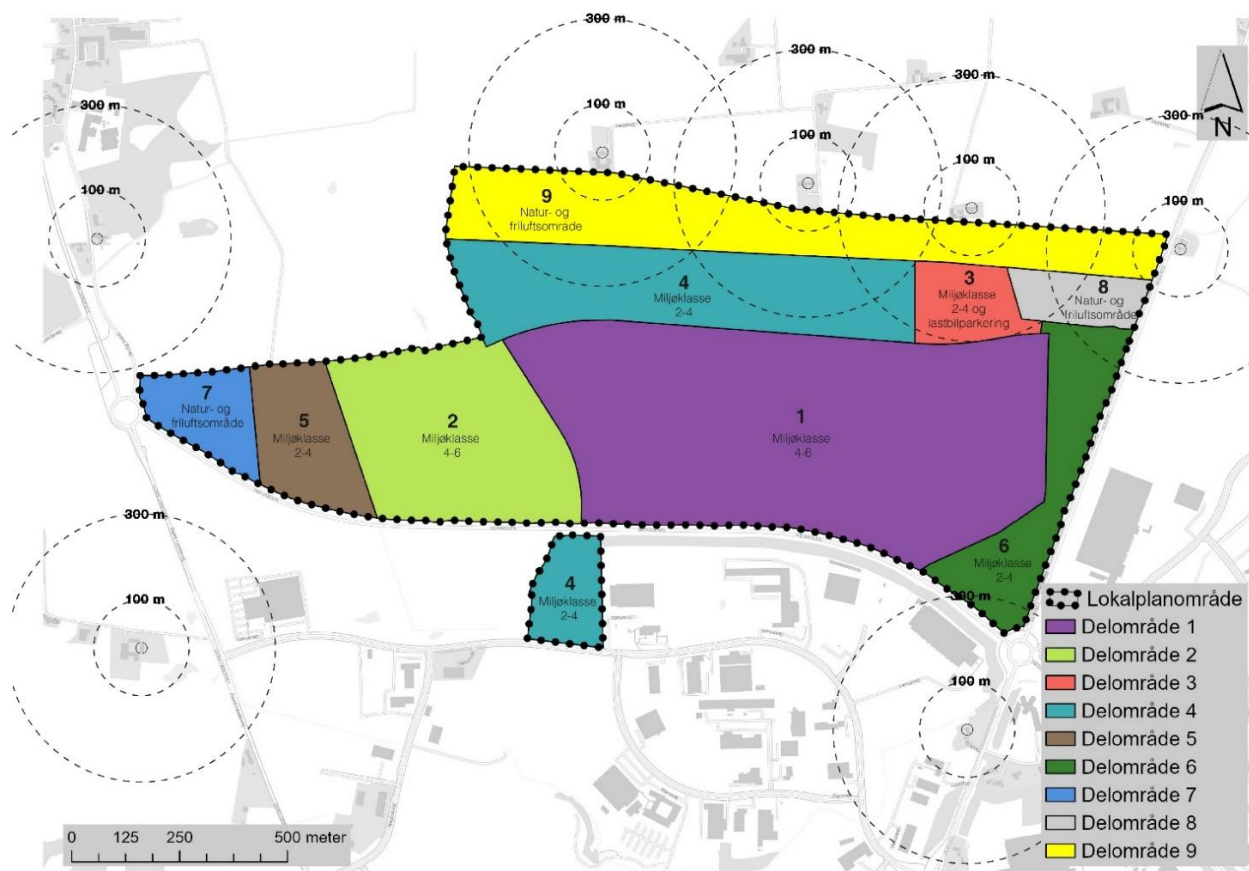 300 m
300 m
300 m
300 m
300 m
100 m
100 m
100 m
100 m
100 m
N
9
Natur- og
friluftsområde
4
Miljøklasse
2-4
3
Miljøklasse
2-4 og
lastbilparkering
8
Natur- og
friluftsområde
7
Natur- og
friluftsområde
5
Miljøklasse
2-4
2
Miljøklasse
4-6
1
Miljøklasse
4-6
6
Miljøklasse
2-4
4
Miljøklasse
2-4
300 m
100 m
300 m
100 m
Lokalplanområde
Delområde 1
Delområde 2
Delområde 3
Delområde 4
Delområde 5
Delområde 6
Delområde 7
Delområde 8
Delområde 9
0 125 250 500 meter